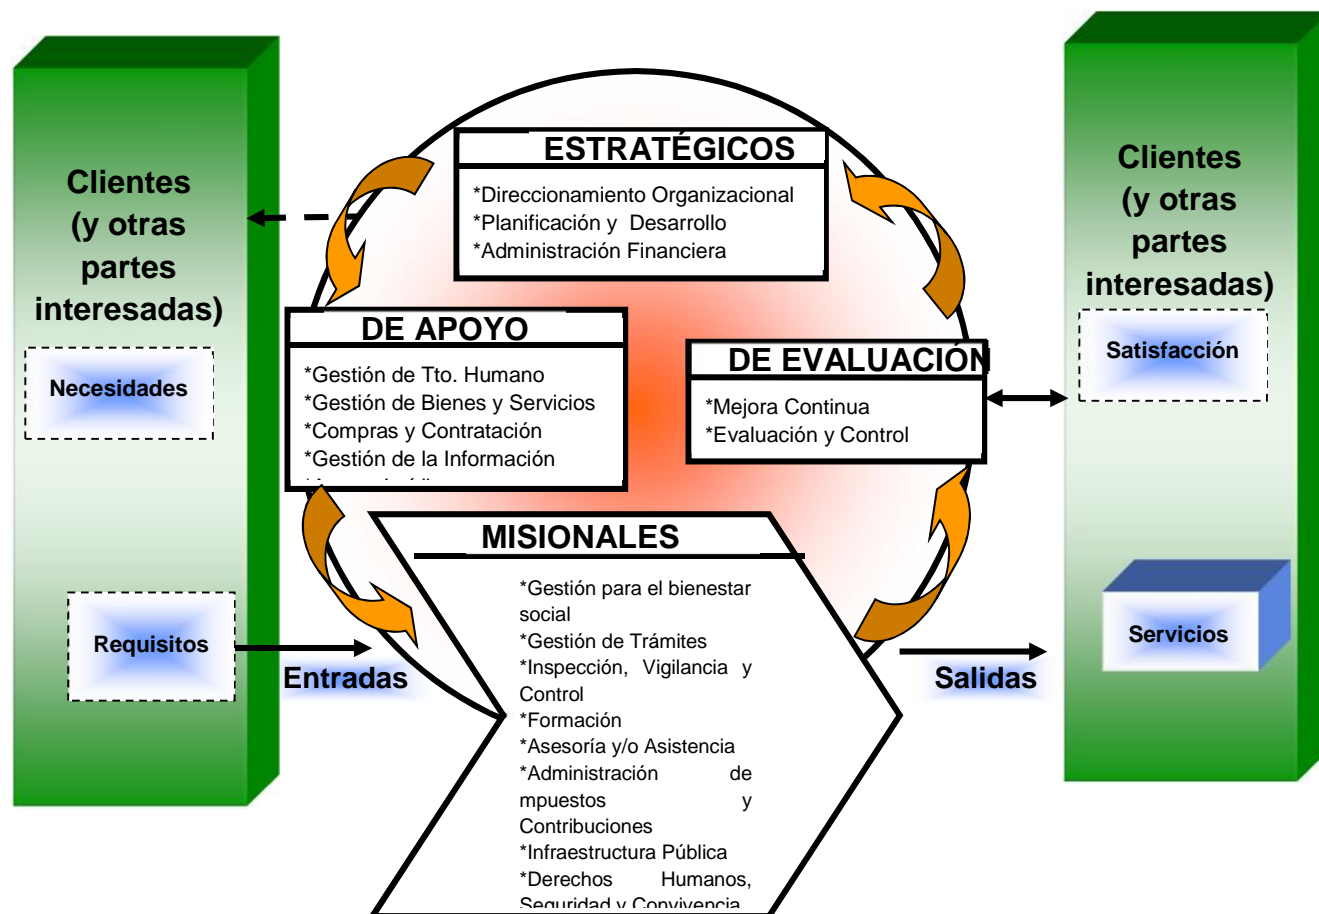 Clientes
(y otras
partes
interesadas)
Necesidades
Requisitos
Entradas
ESTRATÉGICOS
*Direccionamiento Organizacional
*Planificación y Desarrollo
*Administración Financiera
DE APOYO
*Gestión de Tto. Humano
*Gestión de Bienes y Servicios
*Compras y Contratación
*Gestión de la Información
DE EVALUACIÓN
*Mejora Continua
*Evaluación y Control
MISIONALES
*Gestión para el bienestar
social
*Gestión de Trámites
*Inspección, Vigilancia y
Control
*Formación
*Asesoría y/o Asistencia
*Administración de
mpuestos y
Contribuciones
*Infraestructura Pública
*Derechos Humanos,
Seguridad y Convivencia
Salidas
Clientes
(y otras
partes
interesadas)
Satisfacción
Servicios